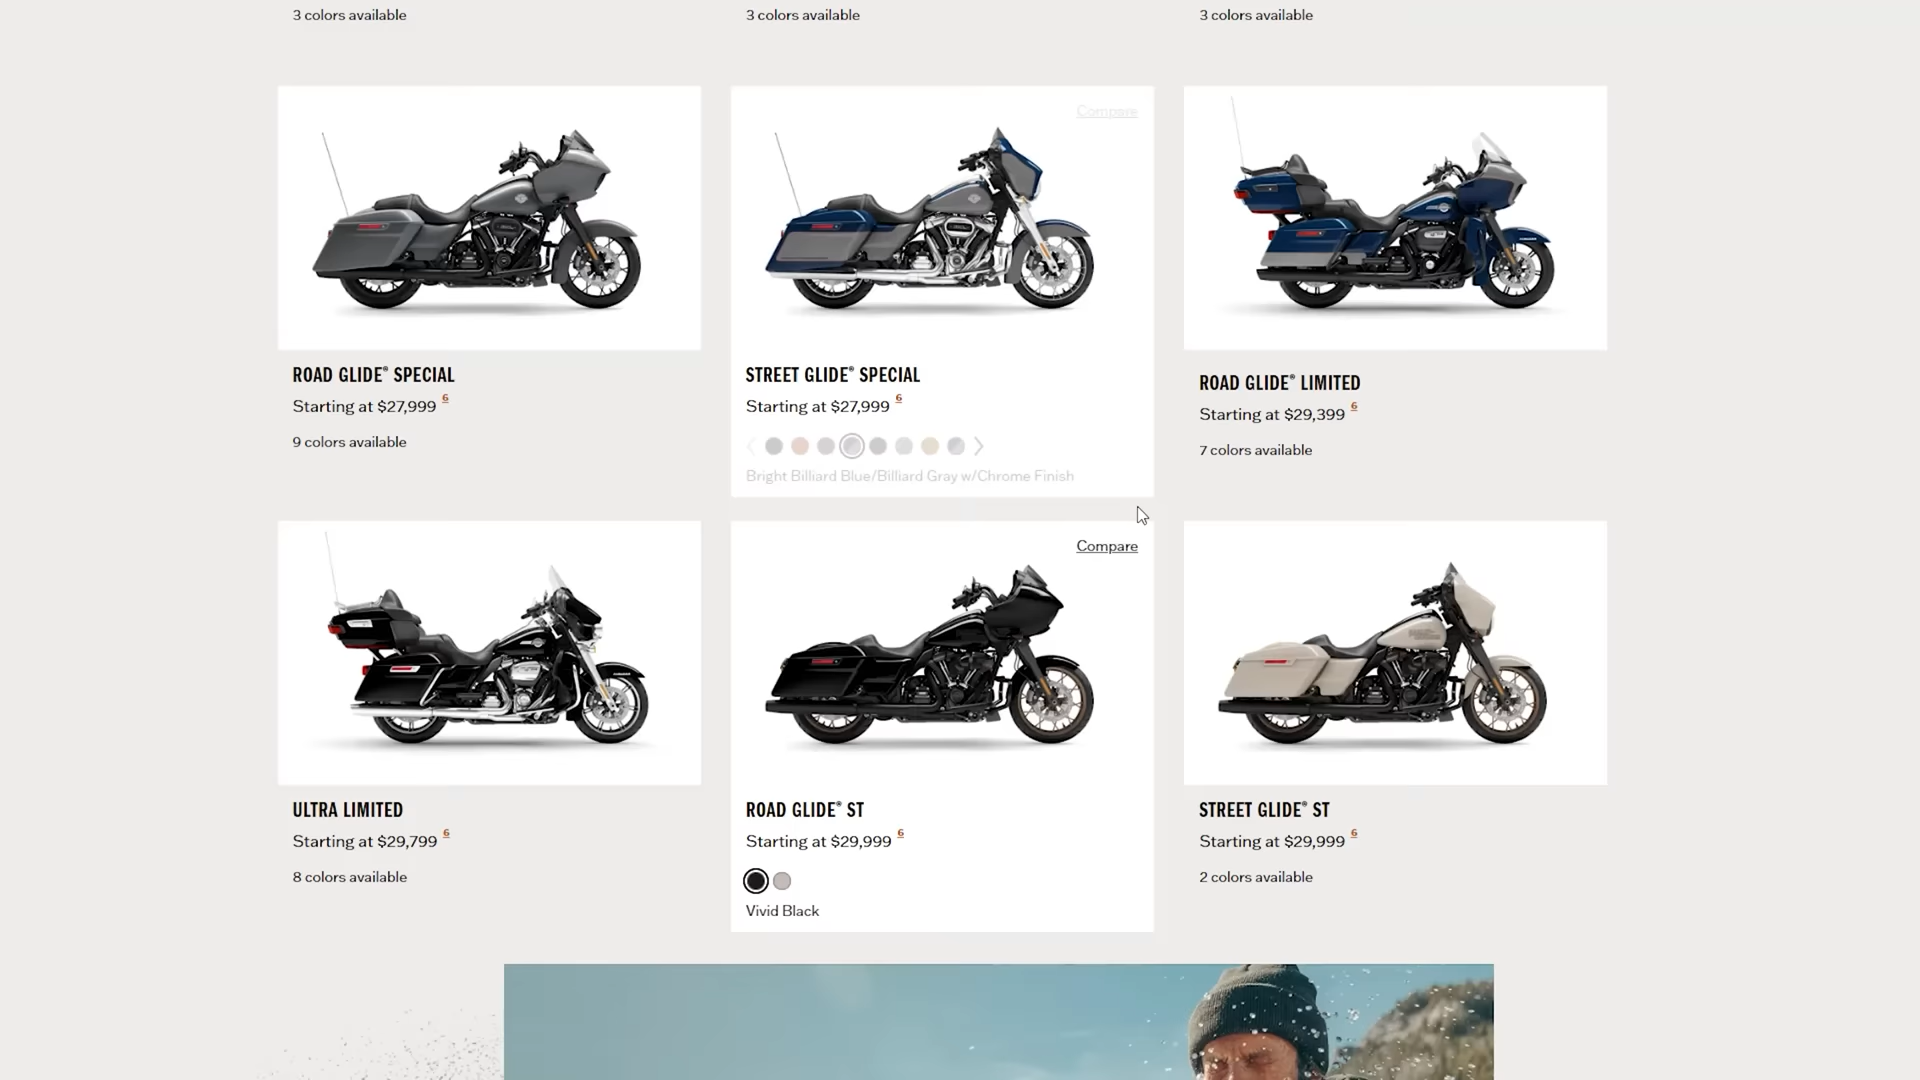 3 colors available
3 colors available
3 colors available
Compare
ROAD GLIDE® SPECIAL
Starting at $27,999 6
9 colors available
STREET GLIDE® SPECIAL
Starting at $27,999 6
Bright Billiard Blue/Billiard Gray w/Chrome Finish
ROAD GLIDE® LIMITED
Starting at $29,399 6
7 colors available
Compare
ULTRA LIMITED
Starting at $29,799 6
8 colors available
ROAD GLIDE® ST
Starting at $29,999 6
Vivid Black
STREET GLIDE® ST
Starting at $29,999 6
2 colors available